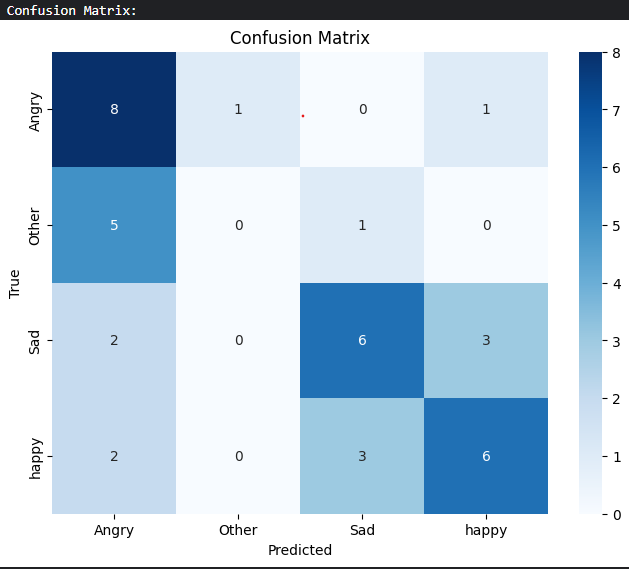 Confusion Matrix:
Confusion Matrix
8
Angry 8 1 0 1
7
6
Other 5 0 1 0
5
4
True
Sad 2 0 6 3
3
2
happy 2 0 3 6
1
0
Angry Other Sad happy
Predicted